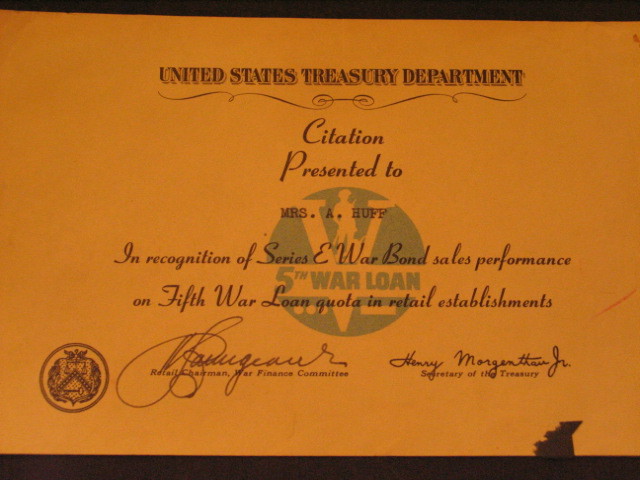 UNITED STATES TREASURY DEPARTMENT
Citation
Presented to
MRS. A. HUFF
In recognition of Series E War Bond sales performance
5TH WAR LOAN
on Fifth War Loan quota in retail establishments
Henry Morgenthau Jr.
Retail Chairman, War Finance Committee
Secretary of the Treasury